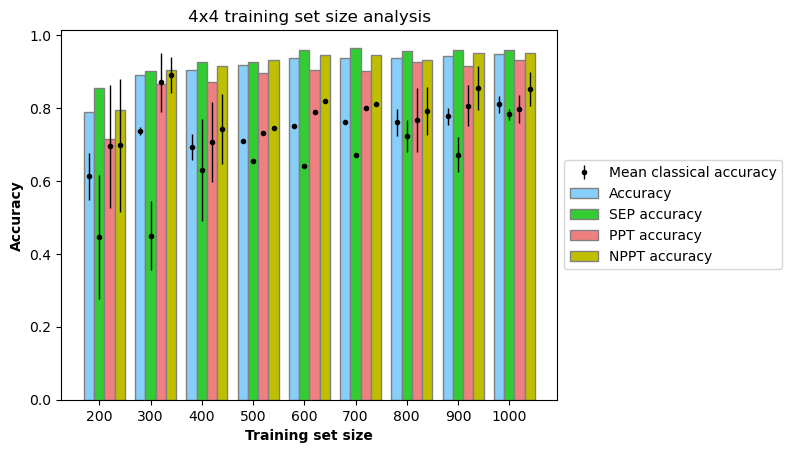 4x4 training set size analysis
1.0
0.8
0.6
0.4
0.2
0.0
Accuracy
200 300 400 500 600 700 800 900 1000
Training set size
Mean classical accuracy
Accuracy
SEP accuracy
PPT accuracy
NPPT accuracy